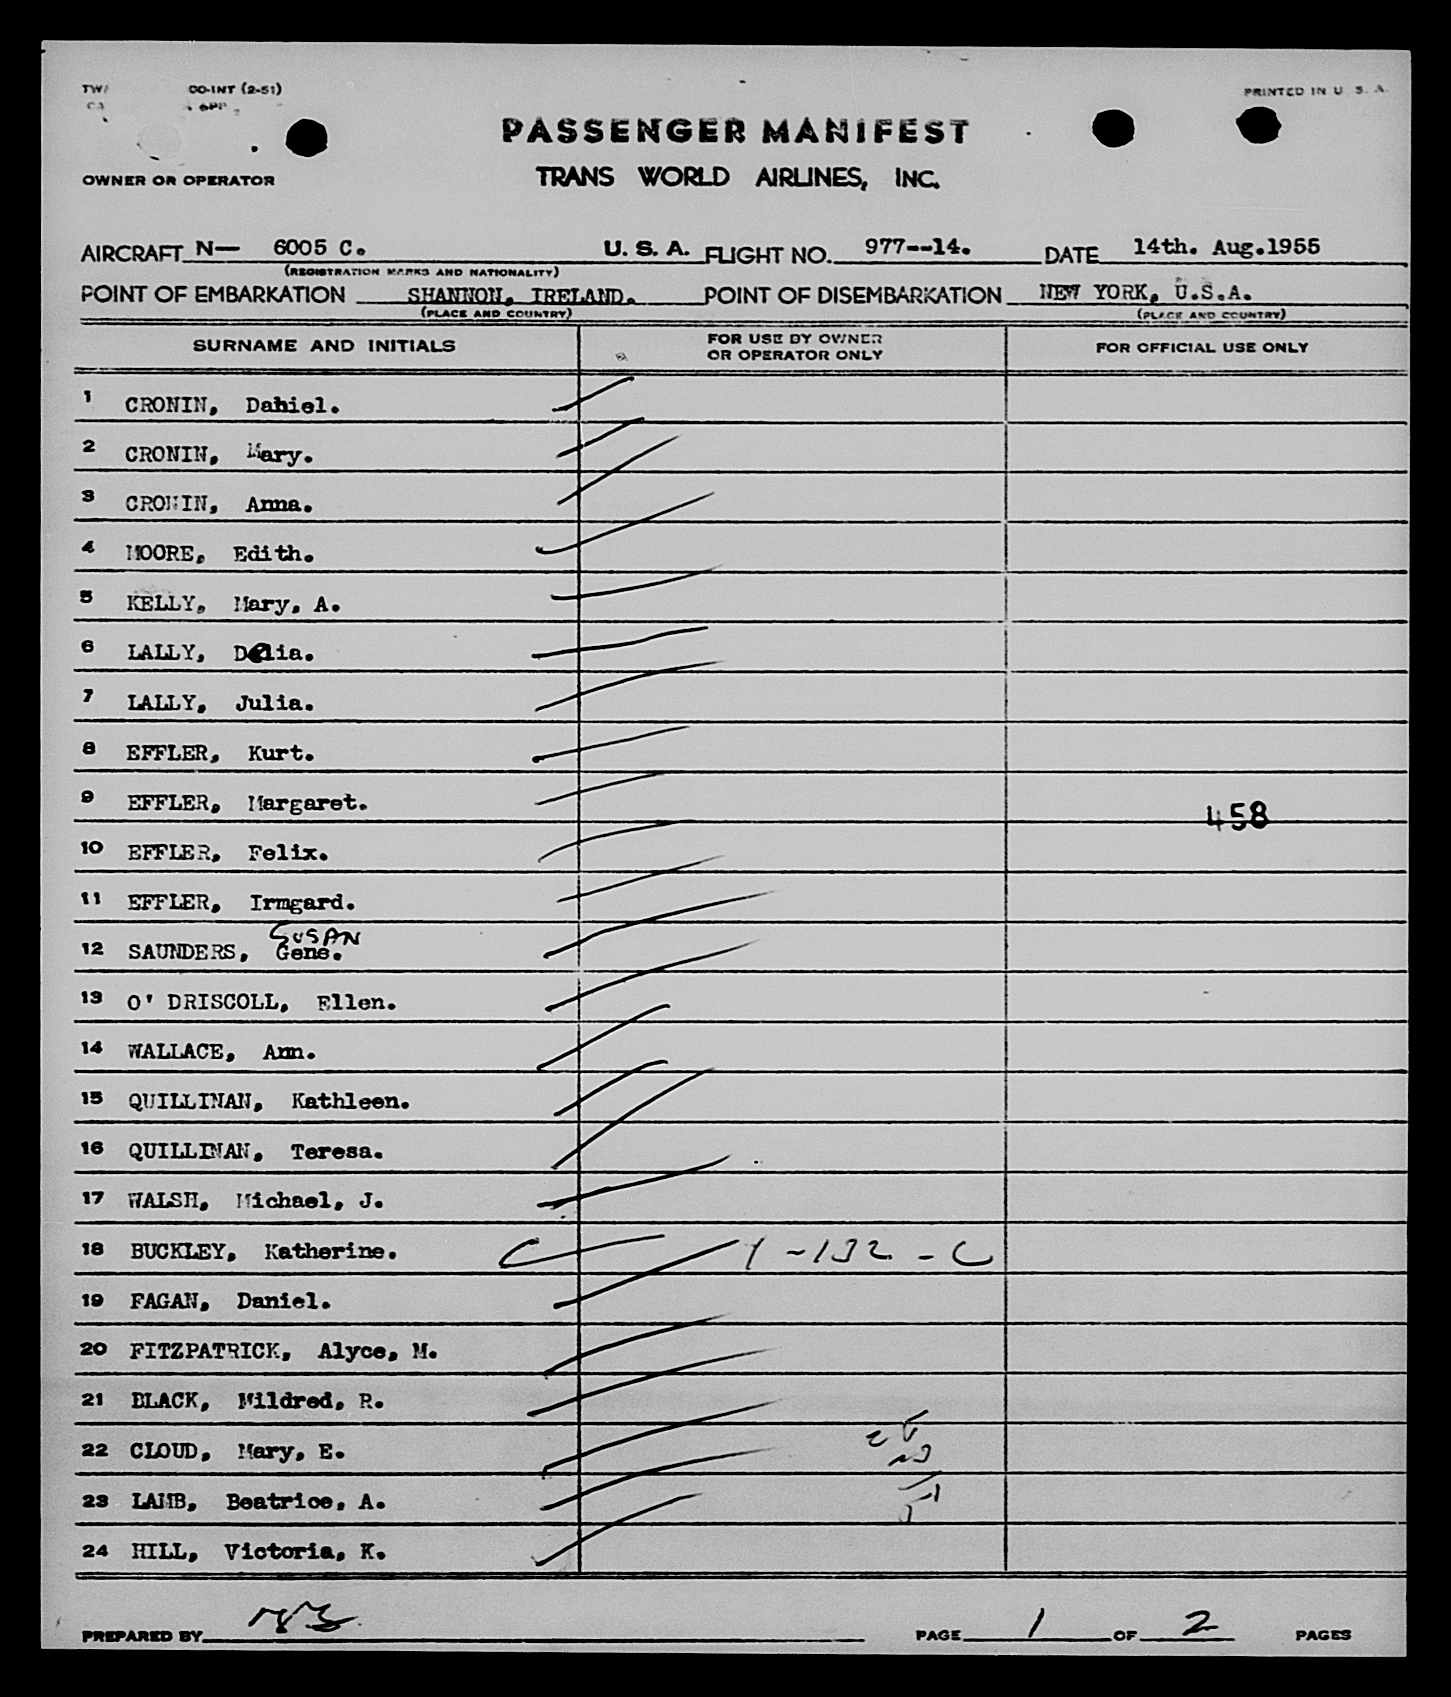 CO-INT (2-51)
PRINTED IN U. S. A.
PASSENGER MANIFEST
TRANS WORLD AIRLINES, INC.
OWNER OR OPERATOR
AIRCRAFT N— 6005 C. U. S. A. FLIGHT NO. 977--14. DATE 14th. Aug.1955
(REGISTRATION MARKS AND NATIONALITY)
POINT OF EMBARKATION SHANNON, IRELAND. POINT OF DISEMBARKATION NEW YORK, U.S.A.
(PLACE AND COUNTRY) (PLACE AND COUNTRY)
SURNAME AND INITIALS FOR USE BY OWNER OR OPERATOR ONLY FOR OFFICIAL USE ONLY
1 CRONIN, Daniel.
2 CRONIN, Mary.
3 CRONIN, Anna.
4 MOORE, Edith.
5 KELLY, Mary, A.
6 LALLY, Delia.
7 LALLY, Julia.
8 EFFLER, Kurt.
9 EFFLER, Margaret.
458
10 EFFLER, Felix.
11 EFFLER, Irmgard.
SUSAN
12 SAUNDERS, Gene.
13 O' DRISCOLL, Ellen.
14 WALLACE, Ann.
15 QUILLINAN, Kathleen.
16 QUILLINAN, Teresa.
17 WALSH, Michael, J.
18 BUCKLEY, Katherine. 1-132-C
19 FAGAN, Daniel.
20 FITZPATRICK, Alyce, M.
21 BLACK, Mildred, R.
22 CLOUD, Mary, E.
23 LAMB, Beatrice, A.
24 HILL, Victoria, K.
PREPARED BY PAGE 1 OF 2 PAGES